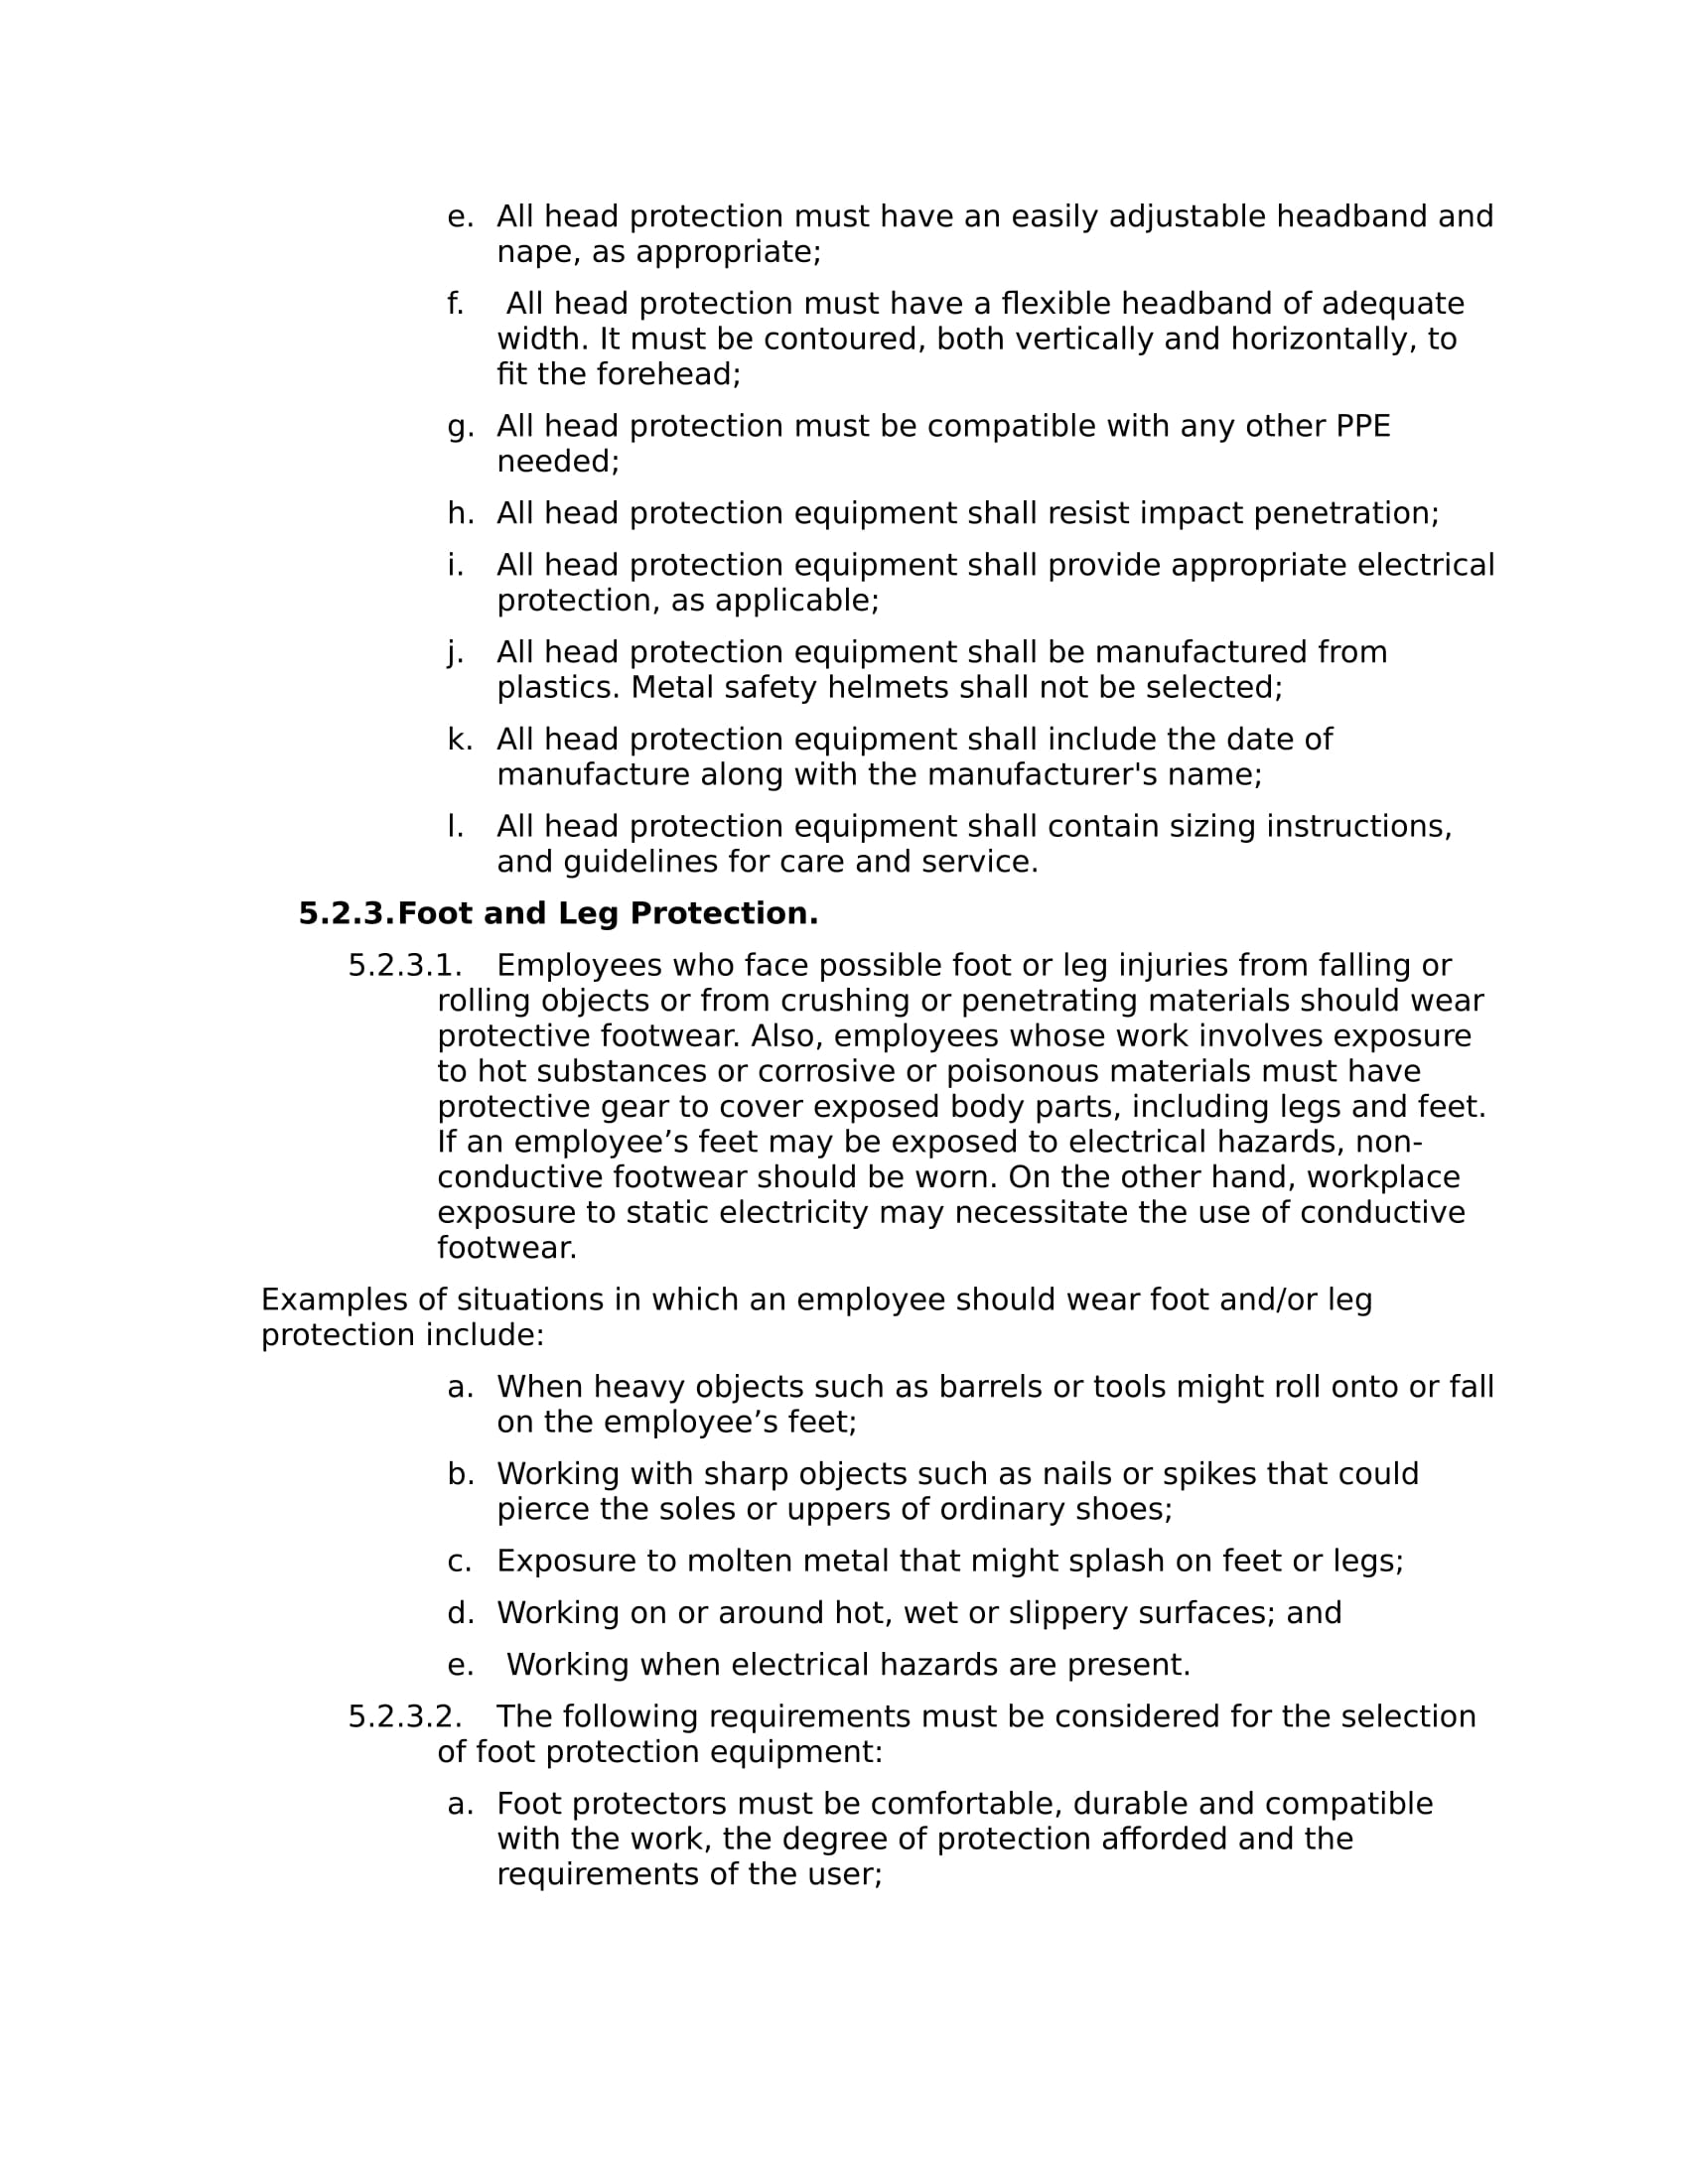 e. All head protection must have an easily adjustable headband and
nape, as appropriate;
f. All head protection must have a flexible headband of adequate
width. It must be contoured, both vertically and horizontally, to
fit the forehead;
g. All head protection must be compatible with any other PPE
needed;
h. All head protection equipment shall resist impact penetration;
i. All head protection equipment shall provide appropriate electrical
protection, as applicable;
j. All head protection equipment shall be manufactured from
plastics. Metal safety helmets shall not be selected;
k. All head protection equipment shall include the date of
manufacture along with the manufacturer's name;
l. All head protection equipment shall contain sizing instructions,
and guidelines for care and service.
5.2.3.Foot and Leg Protection.
5.2.3.1. Employees who face possible foot or leg injuries from falling or
rolling objects or from crushing or penetrating materials should wear
protective footwear. Also, employees whose work involves exposure
to hot substances or corrosive or poisonous materials must have
protective gear to cover exposed body parts, including legs and feet.
If an employee’s feet may be exposed to electrical hazards, non-
conductive footwear should be worn. On the other hand, workplace
exposure to static electricity may necessitate the use of conductive
footwear.
Examples of situations in which an employee should wear foot and/or leg
protection include:
a. When heavy objects such as barrels or tools might roll onto or fall
on the employee’s feet;
b. Working with sharp objects such as nails or spikes that could
pierce the soles or uppers of ordinary shoes;
c. Exposure to molten metal that might splash on feet or legs;
d. Working on or around hot, wet or slippery surfaces; and
e. Working when electrical hazards are present.
5.2.3.2. The following requirements must be considered for the selection
of foot protection equipment:
a. Foot protectors must be comfortable, durable and compatible
with the work, the degree of protection afforded and the
requirements of the user;